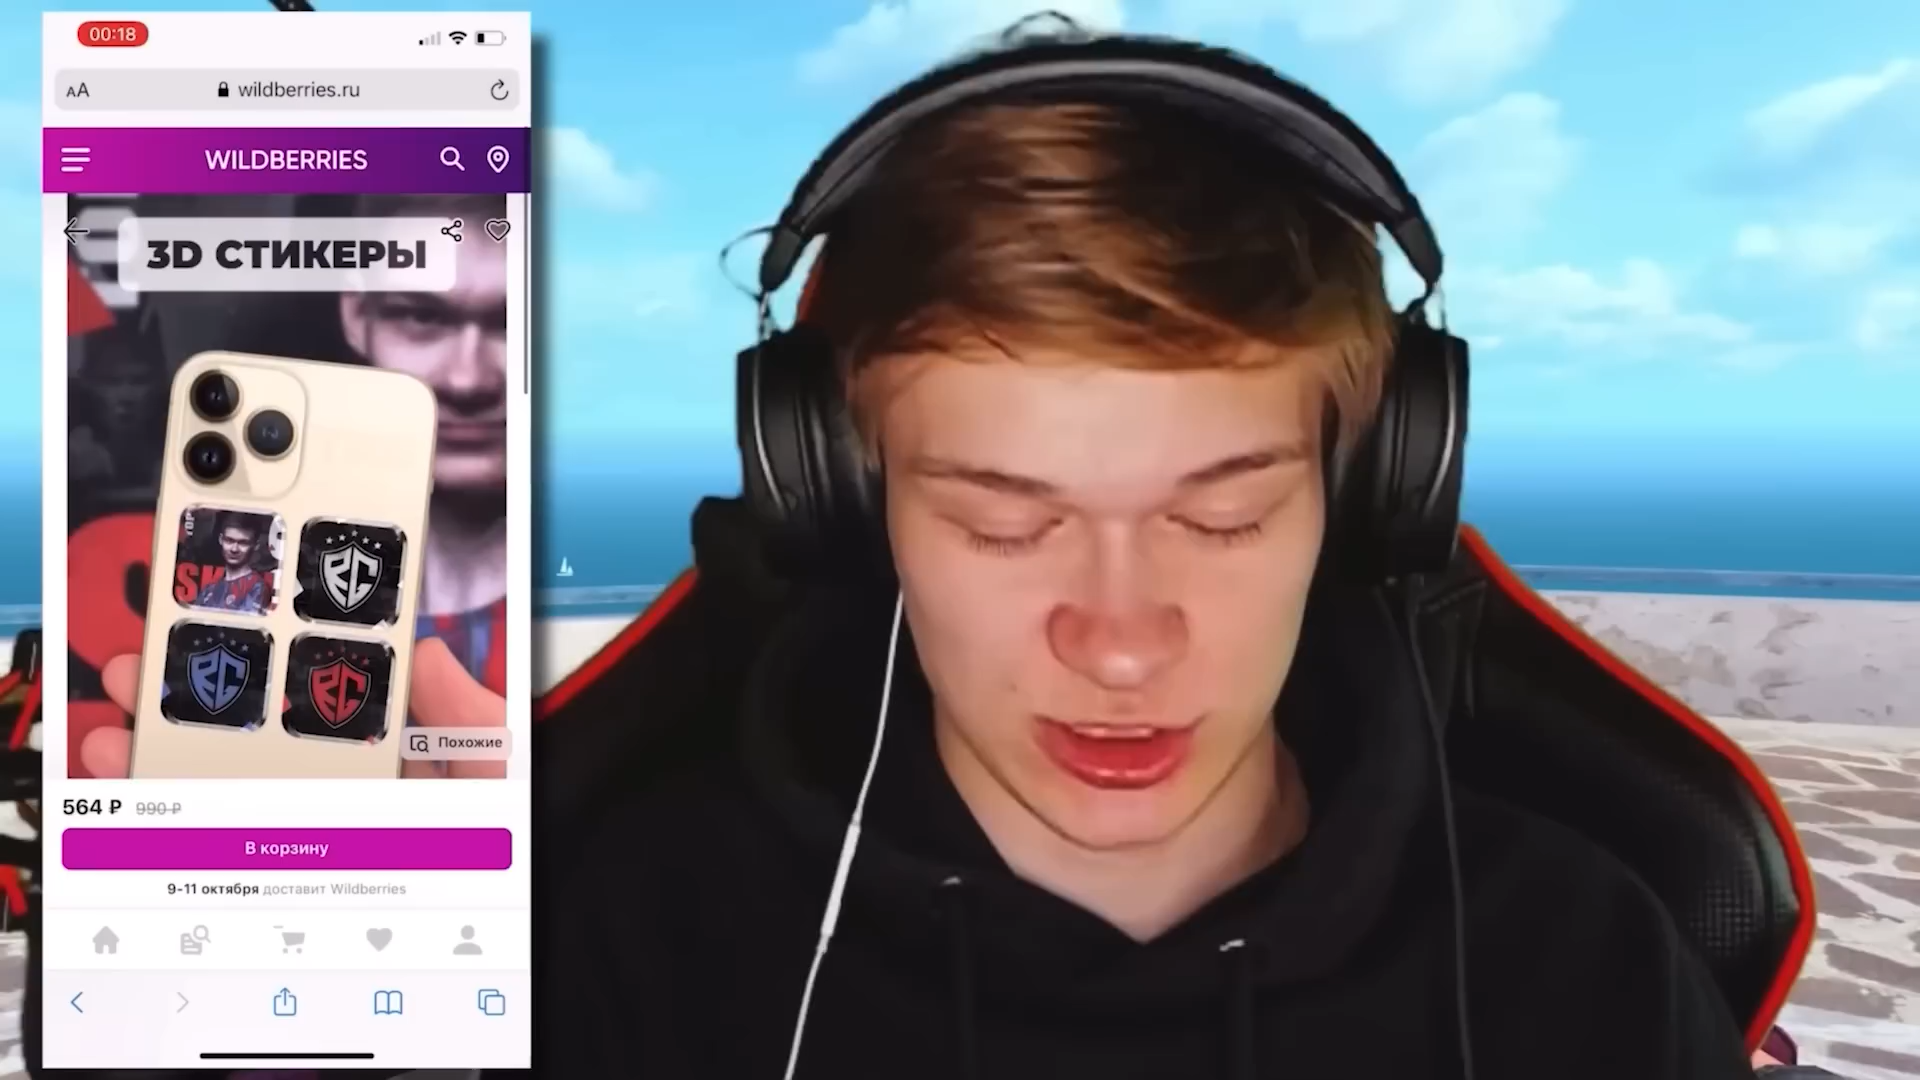 00:18
AA
wildberries.ru
WILDBERRIES
3D СТИКЕРЫ
Похожие
564 ₽ 990 ₽
В корзину
9-11 октября доставит Wildberries